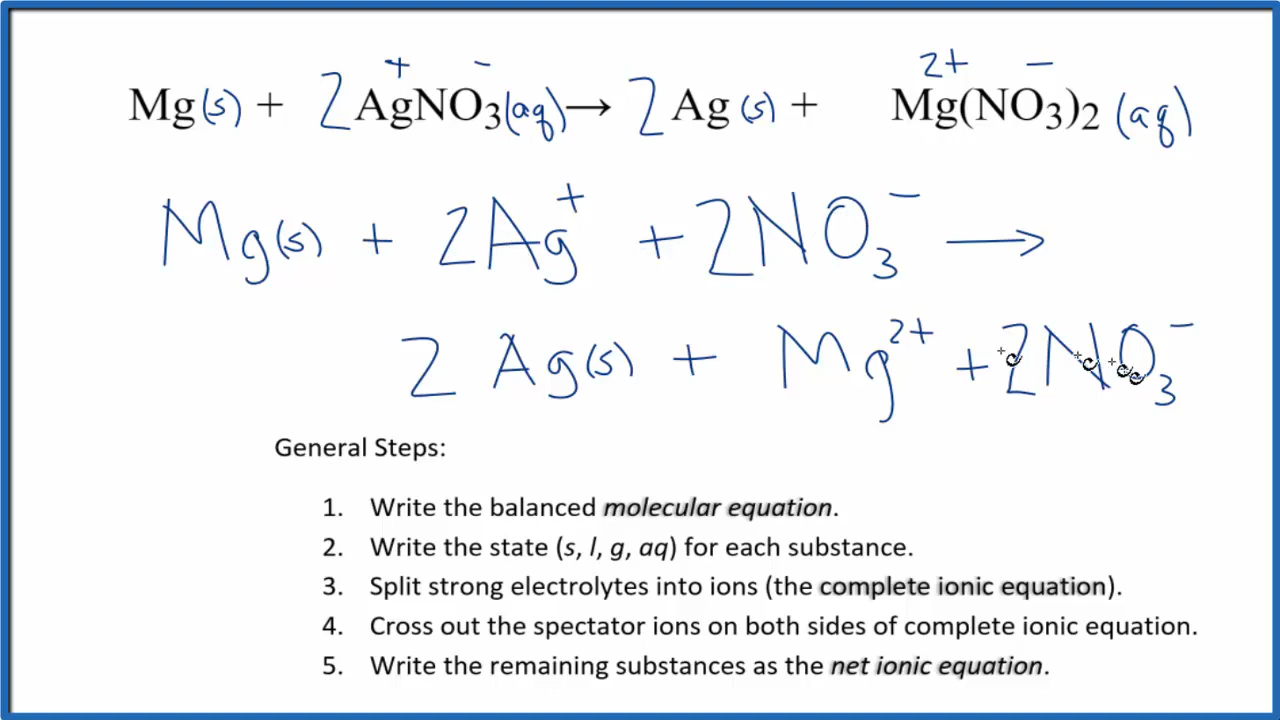 Mg(s) + 2AgNO₃(aq) → 2Ag(s) + Mg(NO₃)₂(aq)
+ - 2+ -
Mg(s) + 2Ag⁺ + 2NO₃⁻ →
2 Ag(s) + Mg²⁺ + 2NO₃⁻
General Steps:
1. Write the balanced molecular equation.
2. Write the state (s, l, g, aq) for each substance.
3. Split strong electrolytes into ions (the complete ionic equation).
4. Cross out the spectator ions on both sides of complete ionic equation.
5. Write the remaining substances as the net ionic equation.